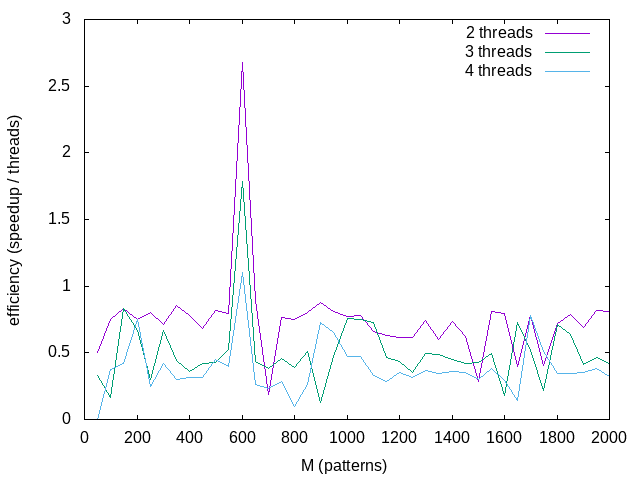 3
2.5
2
1.5
1
0.5
0
0 200 400 600 800 1000 1200 1400 1600 1800 2000
efficiency (speedup / threads)
M (patterns)
2 threads
3 threads
4 threads